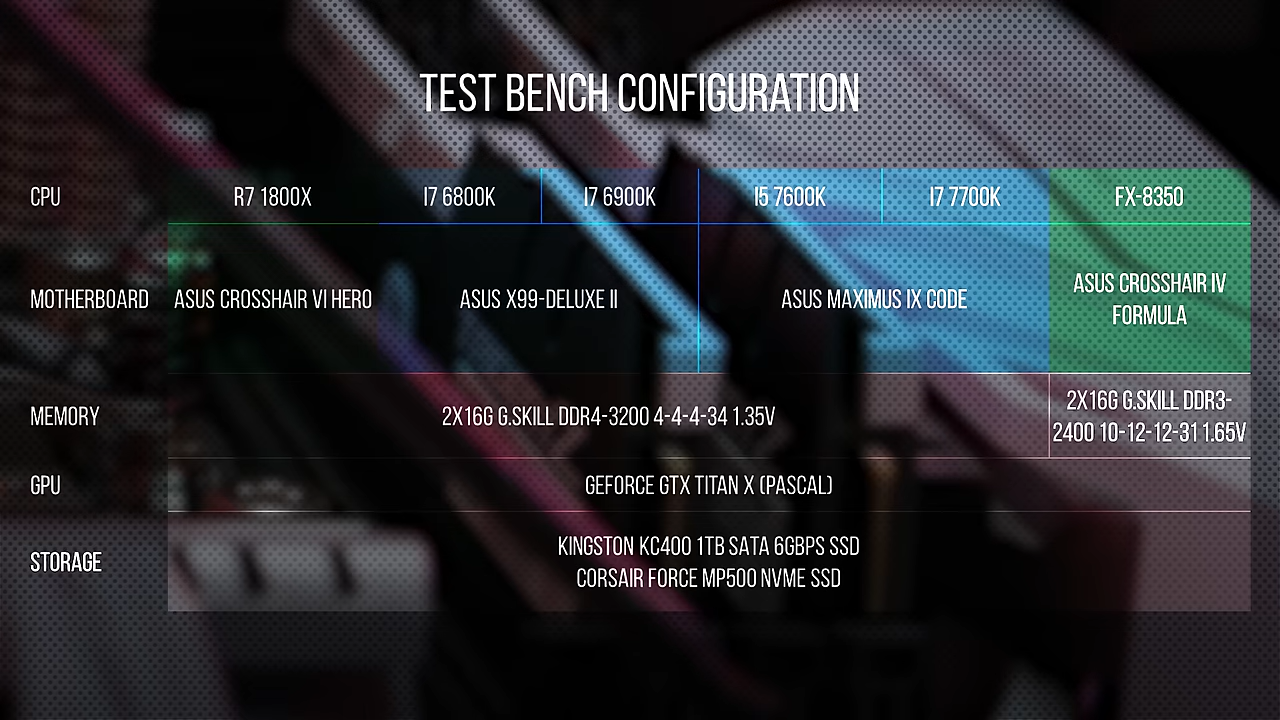 TEST BENCH CONFIGURATION
CPU R7 1800X I7 6800K I7 6900K I5 7600K I7 7700K FX-8350
MOTHERBOARD ASUS CROSSHAIR VI HERO ASUS X99-DELUXE II ASUS MAXIMUS IX CODE ASUS CROSSHAIR IV
FORMULA
MEMORY 2X16G G.SKILL DDR4-3200 4-4-4-34 1.35V 2X16G G.SKILL DDR3-
2400 10-12-12-31 1.65V
GPU GEFORCE GTX TITAN X (PASCAL)
STORAGE KINGSTON KC400 1TB SATA 6GBPS SSD
CORSAIR FORCE MP500 NVME SSD